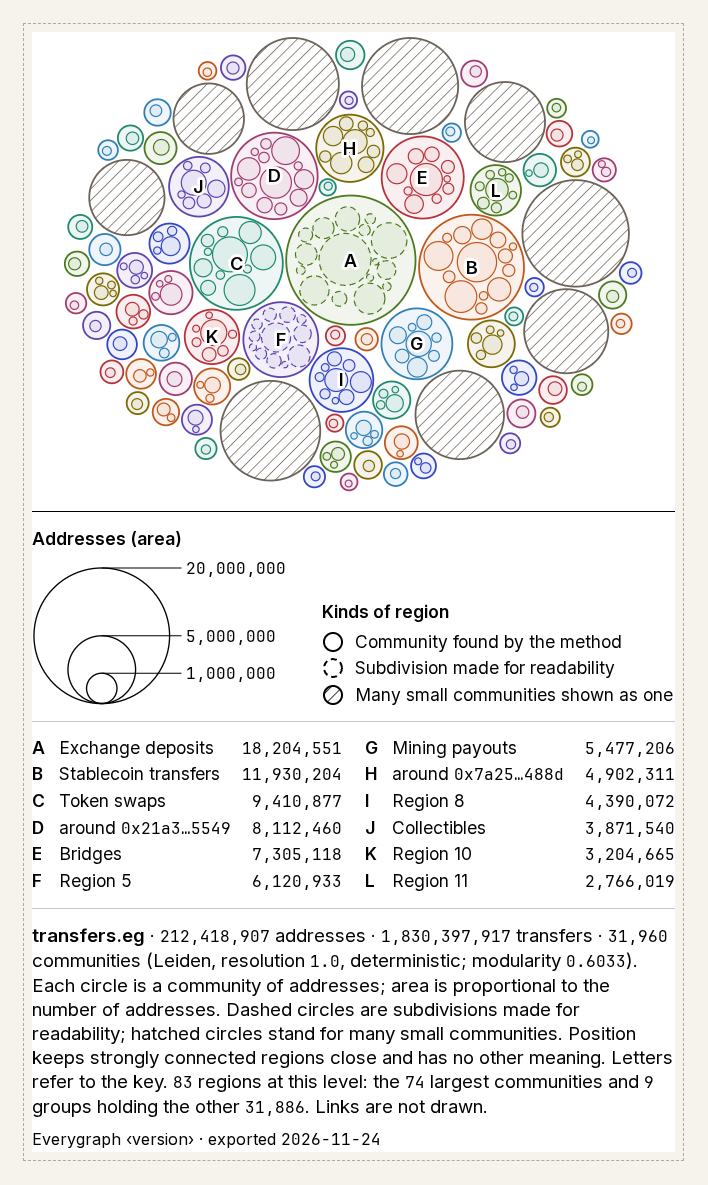 H
J
D
E
L
C
A
B
K
F
G
I
Addresses (area)
20,000,000
5,000,000
1,000,000
Kinds of region
Community found by the method
Subdivision made for readability
Many small communities shown as one
A Exchange deposits 18,204,551 G Mining payouts 5,477,206
B Stablecoin transfers 11,930,204 H around 0x7a25…488d 4,902,311
C Token swaps 9,410,877 I Region 8 4,390,072
D around 0x21a3…5549 8,112,460 J Collectibles 3,871,540
E Bridges 7,305,118 K Region 10 3,204,665
F Region 5 6,120,933 L Region 11 2,766,019
transfers.eg · 212,418,907 addresses · 1,830,397,917 transfers · 31,960
communities (Leiden, resolution 1.0, deterministic; modularity 0.6033).
Each circle is a community of addresses; area is proportional to the
number of addresses. Dashed circles are subdivisions made for
readability; hatched circles stand for many small communities. Position
keeps strongly connected regions close and has no other meaning. Letters
refer to the key. 83 regions at this level: the 74 largest communities and 9
groups holding the other 31,886. Links are not drawn.
Everygraph ‹version› · exported 2026-11-24